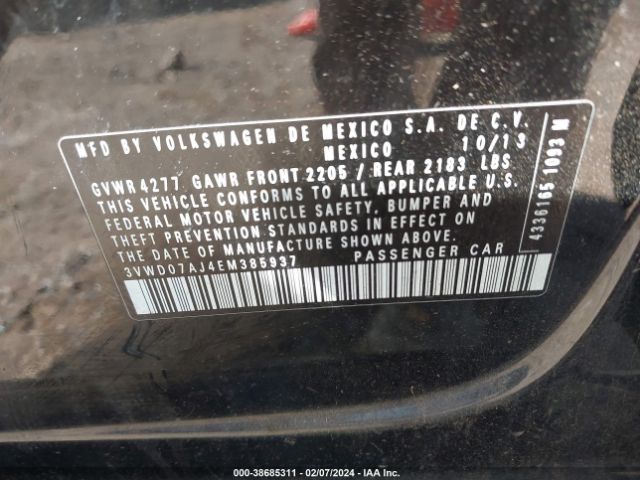 MFD BY VOLKSWAGEN DE MEXICO S.A. DE C.V.
MEXICO 10/13
GVWR 4277 GAWR FRONT 2205 / REAR 2183 LBS
THIS VEHICLE CONFORMS TO ALL APPLICABLE U.S.
FEDERAL MOTOR VEHICLE SAFETY, BUMPER AND
THEFT PREVENTION STANDARDS IN EFFECT ON
THE DATE OF MANUFACTURE SHOWN ABOVE.
3VWD07AJ4EM385937 PASSENGER CAR
4336165 1093 M
000-38685311 - 02/07/2024 - IAA Inc.